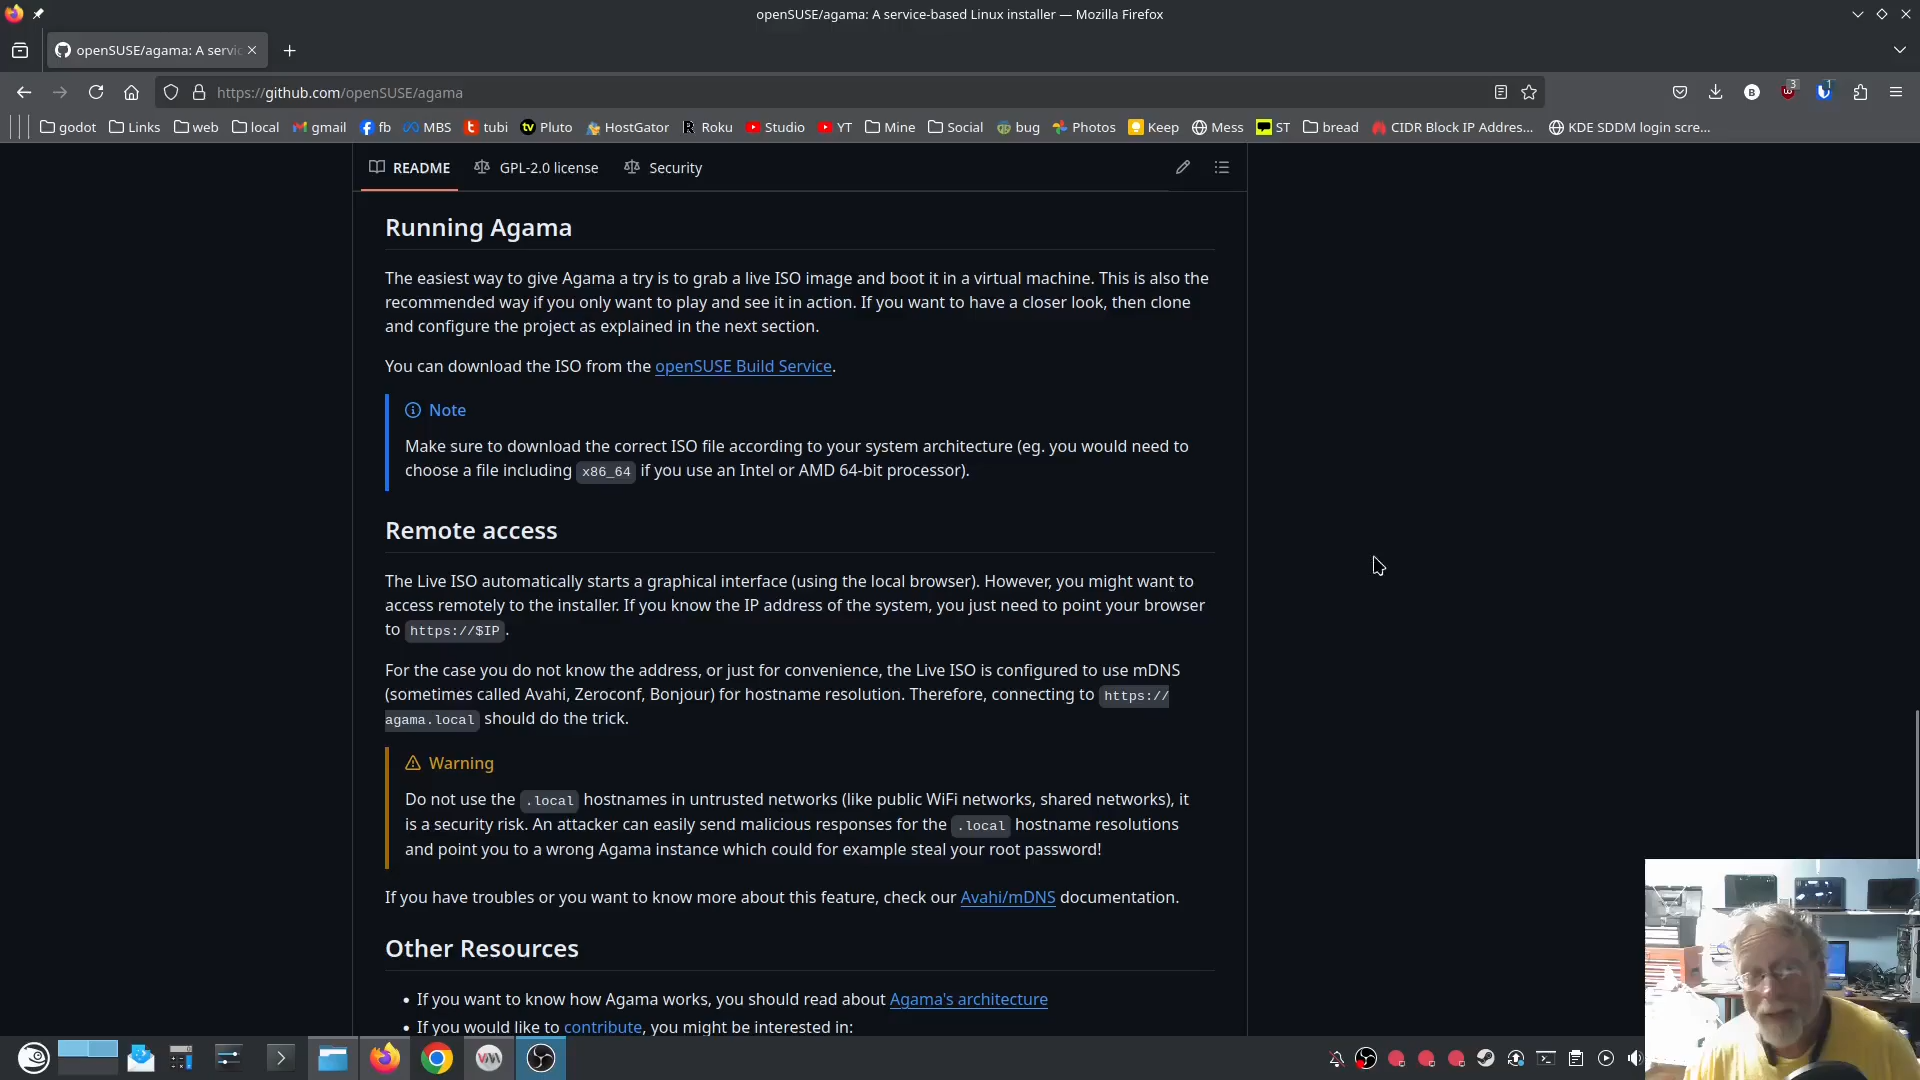 openSUSE/agama: A service-based Linux installer — Mozilla Firefox
openSUSE/agama: A servic
https://github.com/openSUSE/agama
3
1
godot Links web local gmail fb MBS tubi Pluto HostGator Roku Studio YT Mine Social bug Photos Keep Mess ST bread CIDR Block IP Addres... KDE SDDM login scre...
README GPL-2.0 license Security
Running Agama
The easiest way to give Agama a try is to grab a live ISO image and boot it in a virtual machine. This is also the
recommended way if you only want to play and see it in action. If you want to have a closer look, then clone
and configure the project as explained in the next section.
You can download the ISO from the openSUSE Build Service.
Note
Make sure to download the correct ISO file according to your system architecture (eg. you would need to
choose a file including x86_64 if you use an Intel or AMD 64-bit processor).
Remote access
The Live ISO automatically starts a graphical interface (using the local browser). However, you might want to
access remotely to the installer. If you know the IP address of the system, you just need to point your browser
to https://$IP.
For the case you do not know the address, or just for convenience, the Live ISO is configured to use mDNS
(sometimes called Avahi, Zeroconf, Bonjour) for hostname resolution. Therefore, connecting to https://
agama.local should do the trick.
Warning
Do not use the .local hostnames in untrusted networks (like public WiFi networks, shared networks), it
is a security risk. An attacker can easily send malicious responses for the .local hostname resolutions
and point you to a wrong Agama instance which could for example steal your root password!
If you have troubles or you want to know more about this feature, check our Avahi/mDNS documentation.
Other Resources
• If you want to know how Agama works, you should read about Agama's architecture
• If you would like to contribute, you might be interested in: